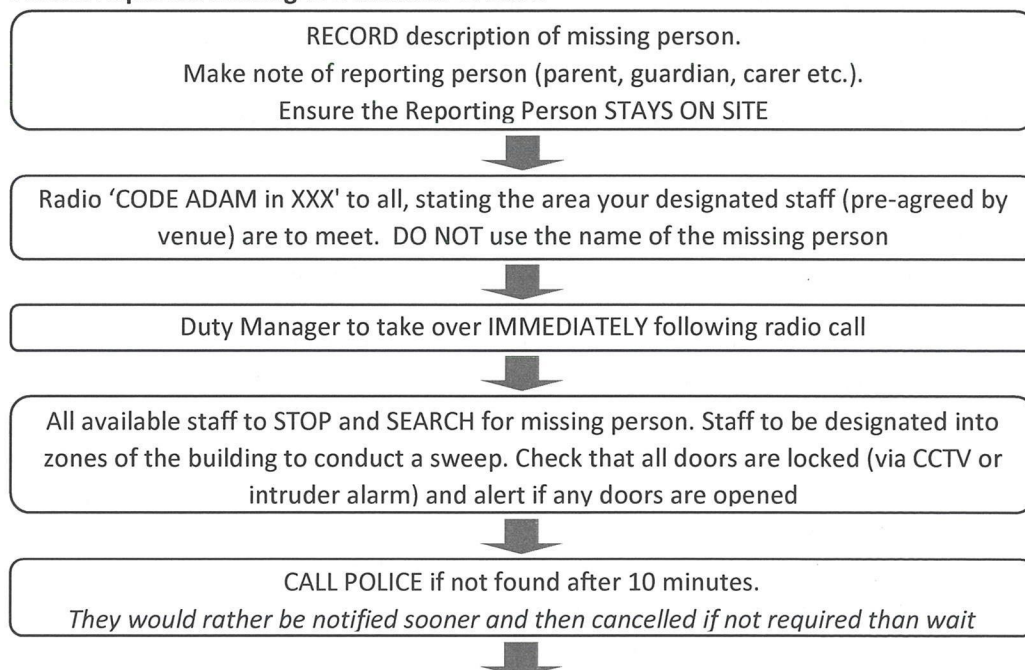 RECORD description of missing person.
Make note of reporting person (parent, guardian, carer etc.).
Ensure the Reporting Person STAYS ON SITE
Radio ‘CODE ADAM in XXX' to all, stating the area your designated staff (pre-agreed by
venue) are to meet.  DO NOT use the name of the missing person
Duty Manager to take over IMMEDIATELY following radio call
All available staff to STOP and SEARCH for missing person. Staff to be designated into
zones of the building to conduct a sweep. Check that all doors are locked (via CCTV or
intruder alarm) and alert if any doors are opened
CALL POLICE if not found after 10 minutes.
They would rather be notified sooner and then cancelled if not required than wait